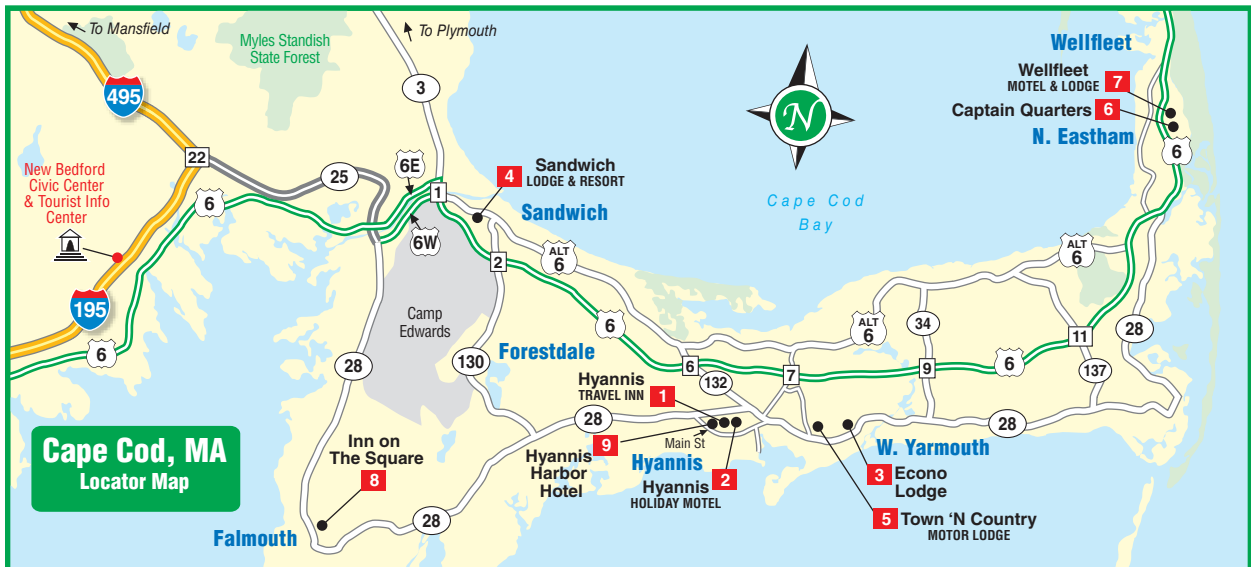 To Mansfield
To Plymouth
Myles Standish
State Forest
495
3
22
25
6E
1
6W
New Bedford
Civic Center
& Tourist Info
Center
6
195
6
4
Sandwich
LODGE & RESORT
Sandwich
2
ALT
6
Camp
Edwards
N
Cape Cod
Bay
Wellfleet
Wellfleet
MOTEL & LODGE
7
Captain Quarters
6
N. Eastham
6
ALT
6
ALT
6
34
28
11
28
130
Forestdale
6
6
132
7
9
6
137
Hyannis
TRAVEL INN
1
28
9
Main St
Hyannis
Harbor
Hotel
Hyannis
2
Hyannis
HOLIDAY MOTEL
W. Yarmouth
28
3
Econo
Lodge
5
Town ‘N Country
MOTOR LODGE
Cape Cod, MA
Locator Map
Inn on
The Square
8
28
Falmouth